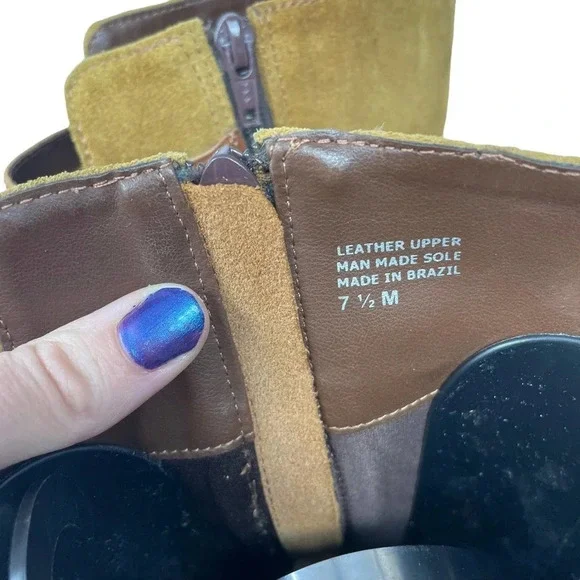 LEATHER UPPER
MAN MADE SOLE
MADE IN BRAZIL
7 ½ M